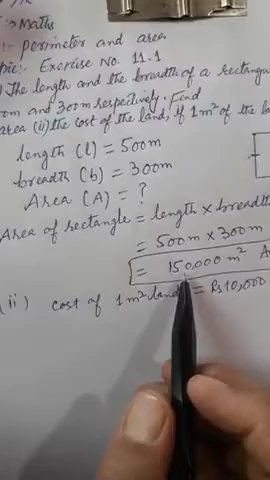 :- Maths
:- perimeter and area
Exercise No. 11.1
The length and the breadth of a rectangu
m and 300m respectively. Find
area (ii) the cost of the land, if 1m² of the la
length (l) = 500m
breadth (b) = 300m
Area (A) = ?
Area of rectangle = length × breadth
= 500m × 300m
= 150,000 m² A
(ii) cost of 1m² land = Rs10,000